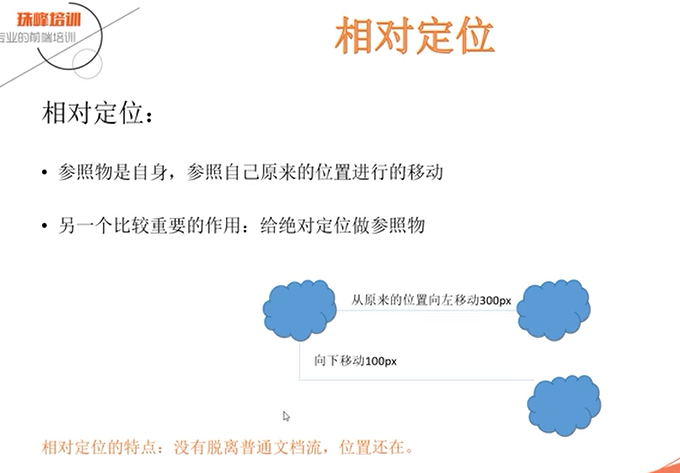 珠峰培训
专业的前端培训
相对定位
相对定位：
• 参照物是自身，参照自己原来的位置进行的移动
• 另一个比较重要的作用：给绝对定位做参照物
从原来的位置向左移动300px
向下移动100px
相对定位的特点：没有脱离普通文档流，位置还在。